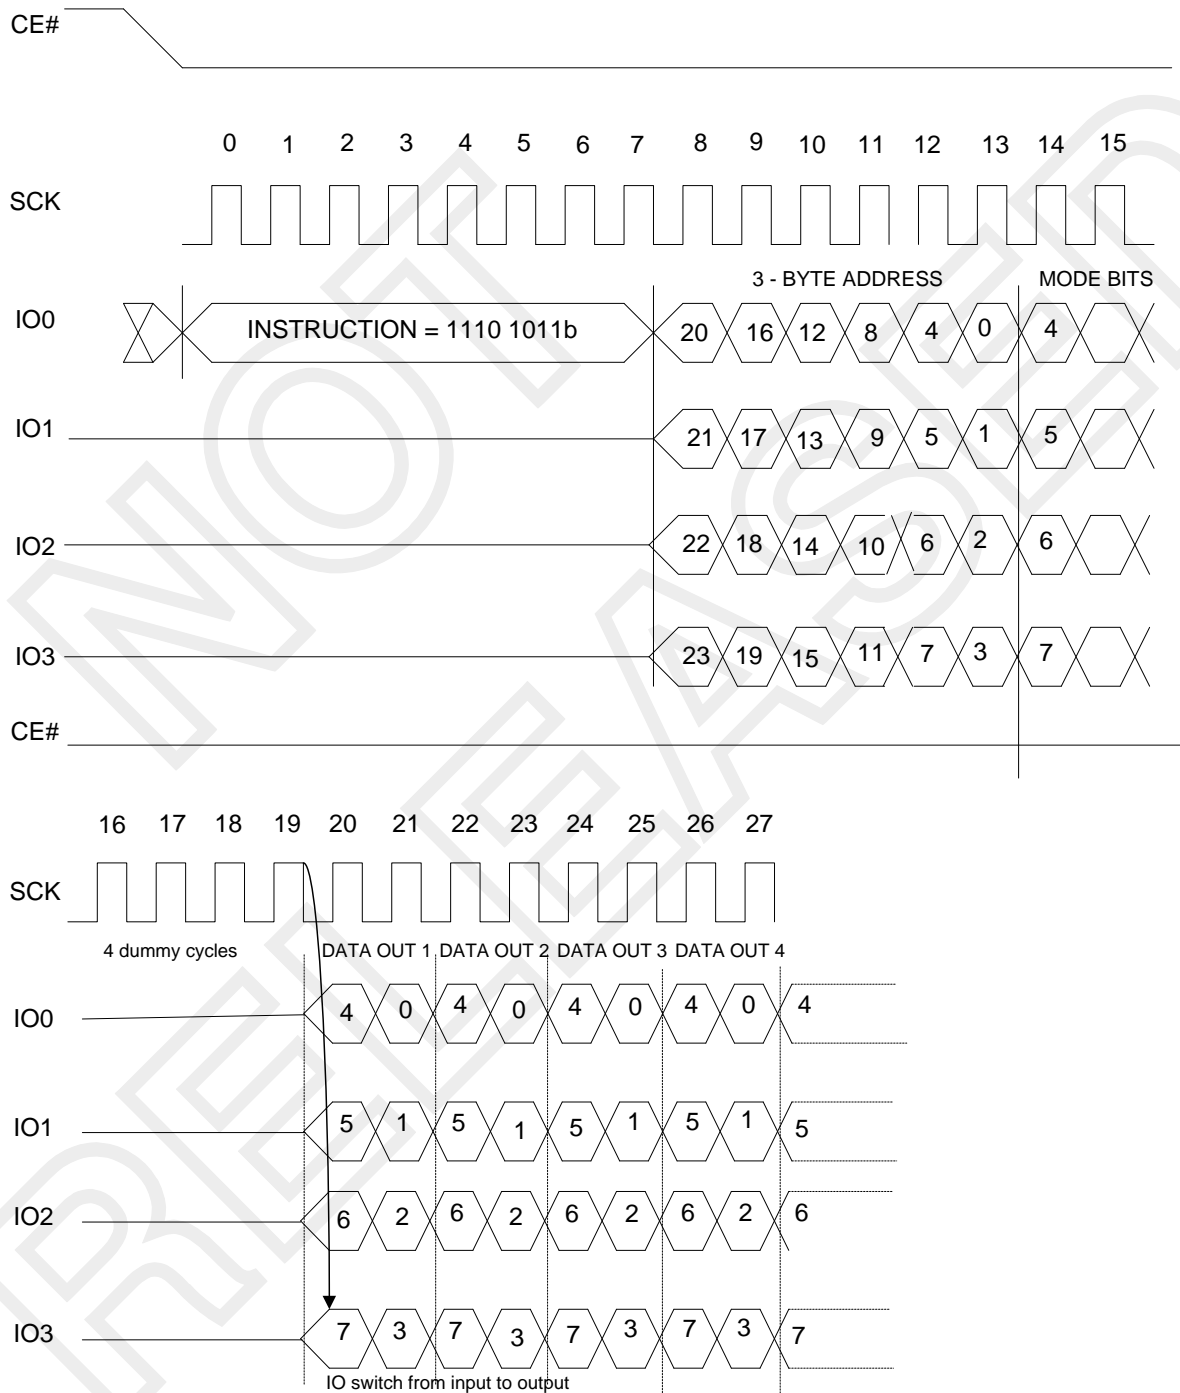 CE#
0 1 2 3 4 5 6 7 8 9 10 11 12 13 14 15
SCK
3 - BYTE ADDRESS MODE BITS
IO0 INSTRUCTION = 1110 1011b 20 16 12 8 4 0 4
IO1 21 17 13 9 5 1 5
IO2 22 18 14 10 6 2 6
IO3 23 19 15 11 7 3 7
CE#
16 17 18 19 20 21 22 23 24 25 26 27
SCK
4 dummy cycles DATA OUT 1 DATA OUT 2 DATA OUT 3 DATA OUT 4
IO0 4 0 4 0 4 0 4 0 4
IO1 5 1 5 1 5 1 5 1 5
IO2 6 2 6 2 6 2 6 2 6
IO3 7 3 7 3 7 3 7 3 7
IO switch from input to output
NOT
RELEASED